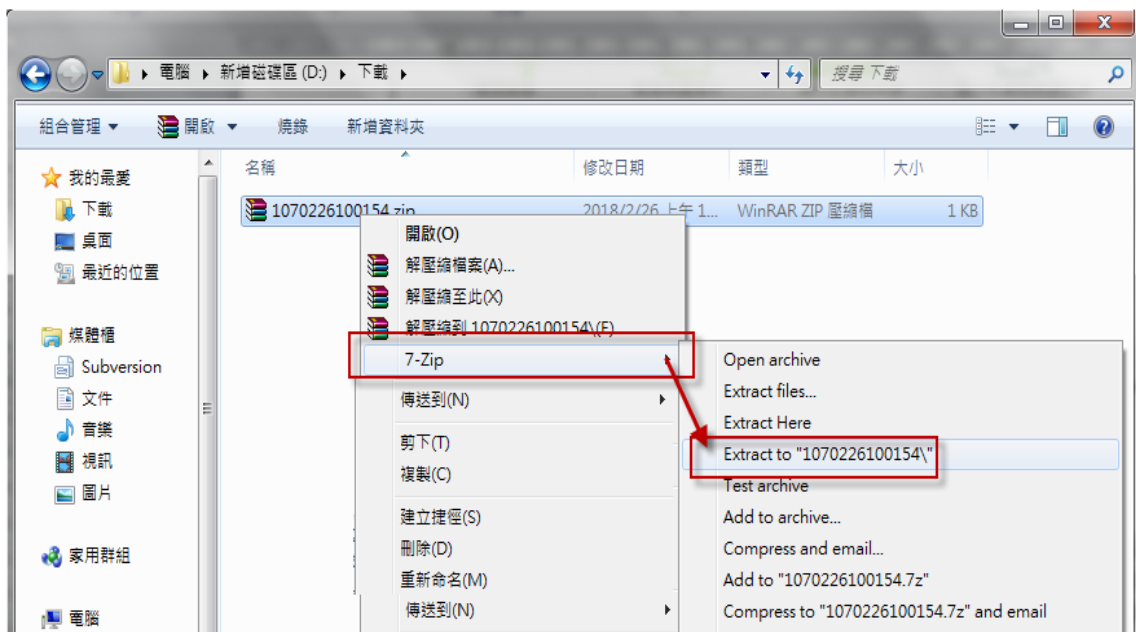 電腦 新增磁碟區 (D:) 下載
搜尋 下載
組合管理 開啟 燒錄 新增資料夾
名稱 修改日期 類型 大小
我的最愛
下載
桌面
最近的位置
媒體櫃
Subversion
文件
音樂
視訊
圖片
家用群組
電腦
1070226100154.zip 2018/2/26 上午 1... WinRAR ZIP 壓縮檔 1 KB
開啟(O)
解壓縮檔案(A)...
解壓縮至此(X)
解壓縮到 1070226100154\(E)
7-Zip
傳送到(N)
剪下(T)
複製(C)
建立捷徑(S)
刪除(D)
重新命名(M)
傳送到(N)
Open archive
Extract files...
Extract Here
Extract to "1070226100154\"
Test archive
Add to archive...
Compress and email...
Add to "1070226100154.7z"
Compress to "1070226100154.7z" and email